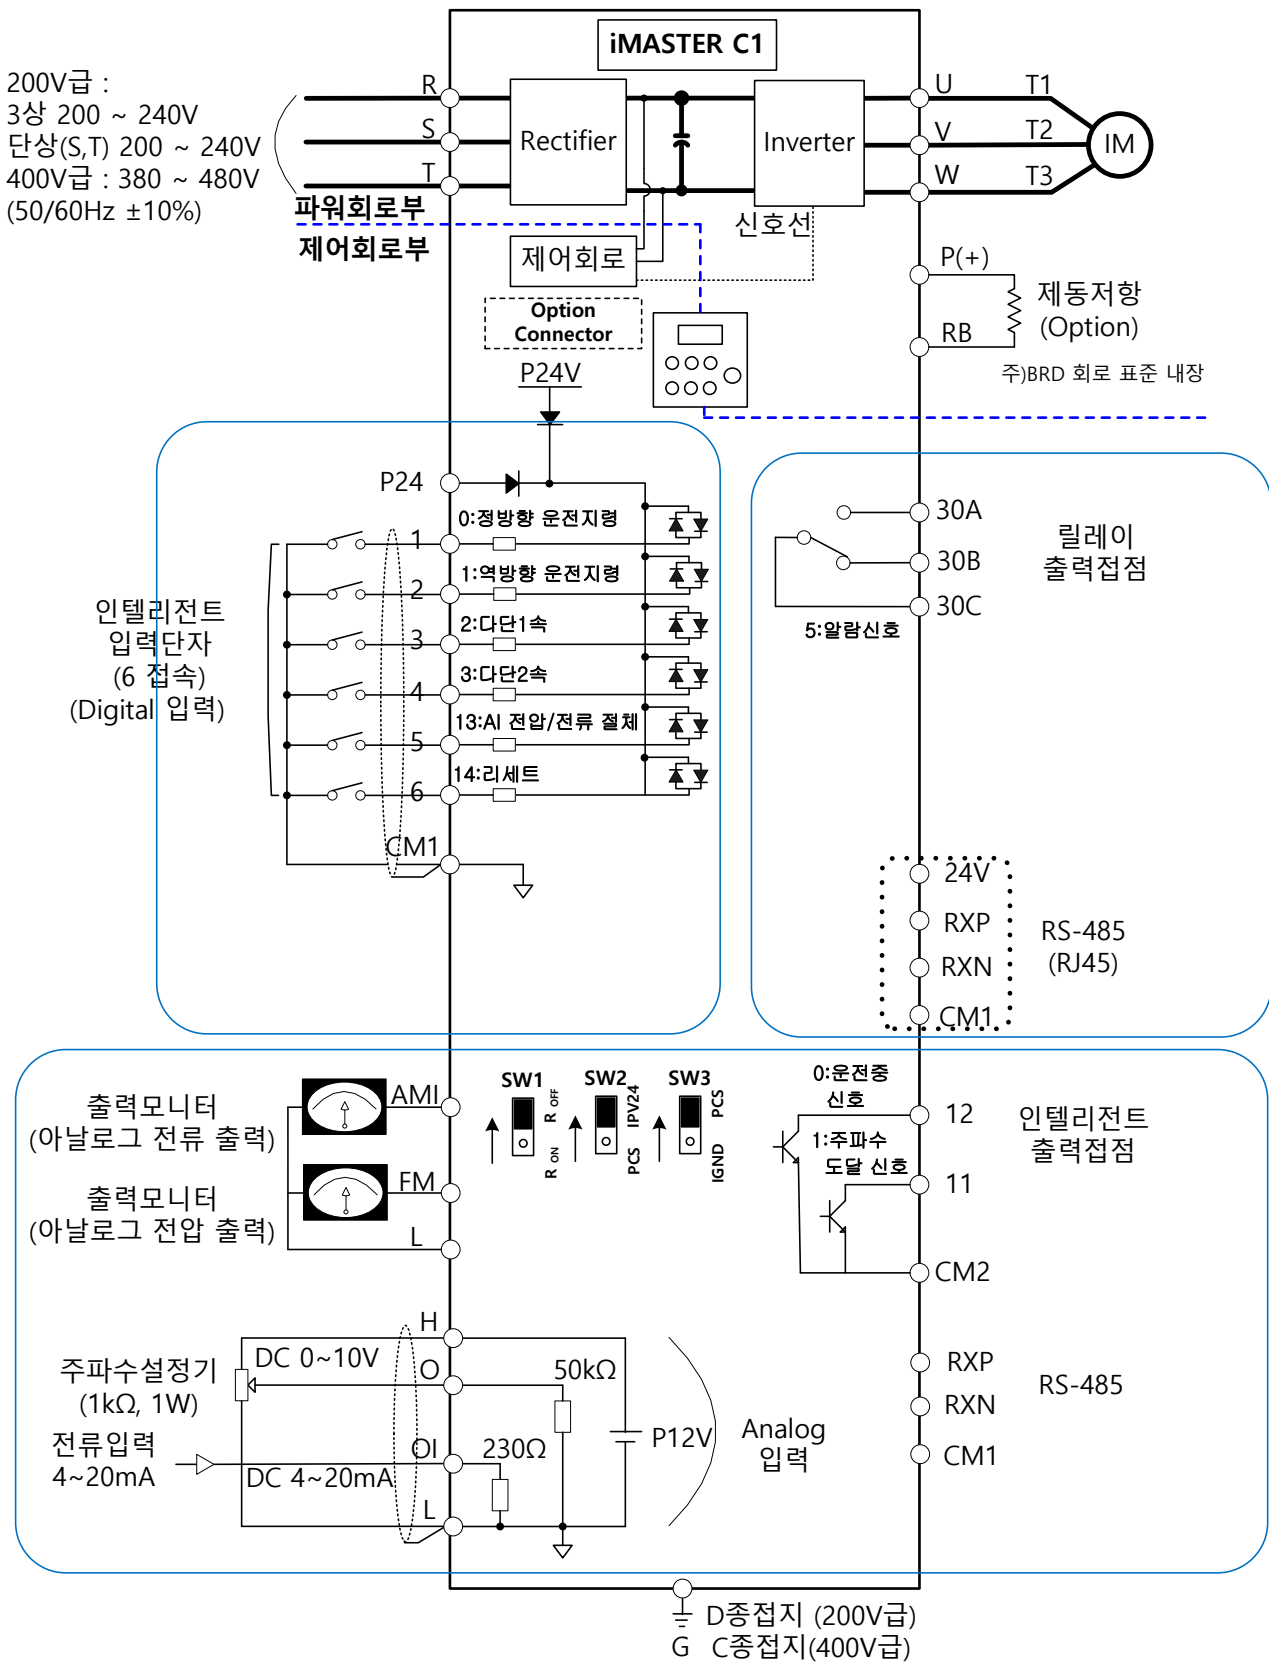 iMASTER C1
200V급 :
3상 200 ~ 240V
단상(S,T) 200 ~ 240V
400V급 : 380 ~ 480V
(50/60Hz ±10%)
R
S
T
Rectifier
Inverter
U
V
W
T1
T2
T3
IM
파워회로부
제어회로부
신호선
제어회로
P(+)
RB
제동저항
(Option)
주)BRD 회로 표준 내장
Option
Connector
P24V
P24
인텔리전트
입력단자
(6 접속)
(Digital 입력)
1
0:정방향 운전지령
2
1:역방향 운전지령
3
2:다단1속
4
3:다단2속
5
13:AI 전압/전류 절체
6
14:리세트
CM1
30A
30B
30C
릴레이
출력접점
5:알람신호
24V
RXP
RXN
CM1
RS-485
(RJ45)
출력모니터
(아날로그 전류 출력)
AMI
출력모니터
(아날로그 전압 출력)
FM
L
SW1
R OFF
R ON
SW2
IPV24
PCS
SW3
PCS
IGND
0:운전중
신호
1:주파수
도달 신호
12
11
CM2
인텔리전트
출력접점
H
DC 0~10V
O
주파수설정기
(1kΩ, 1W)
전류입력
4~20mA
OI
DC 4~20mA
L
50kΩ
230Ω
P12V
Analog
입력
RXP
RXN
CM1
RS-485
D종접지 (200V급)
G C종접지(400V급)